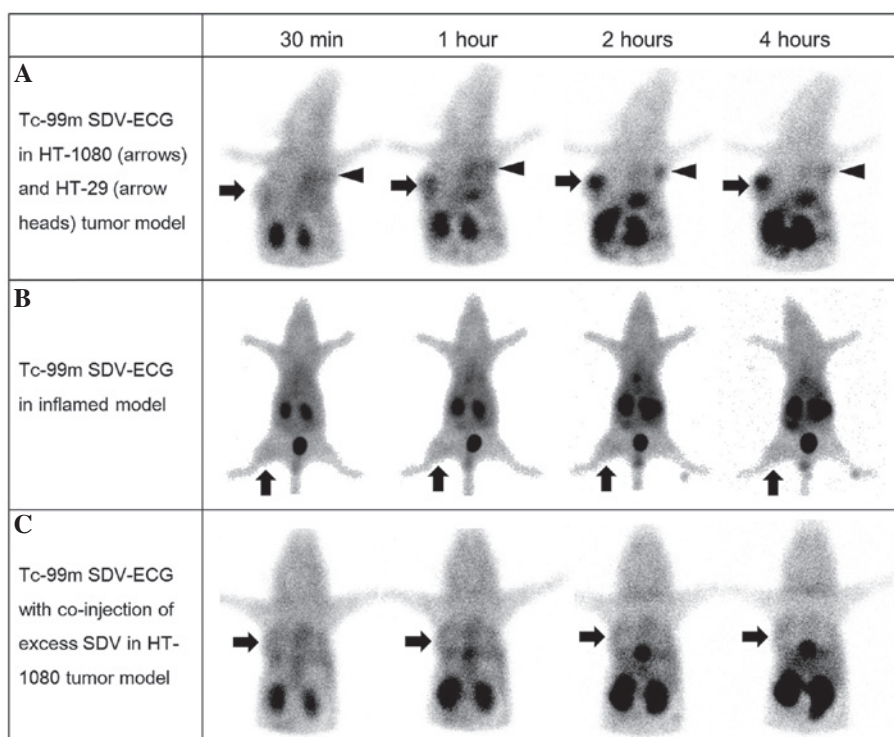 30 min 1 hour 2 hours 4 hours
A
Tc-99m SDV-ECG
in HT-1080 (arrows)
and HT-29 (arrow
heads) tumor model
B
Tc-99m SDV-ECG
in inflamed model
C
Tc-99m SDV-ECG
with co-injection of
excess SDV in HT-
1080 tumor model